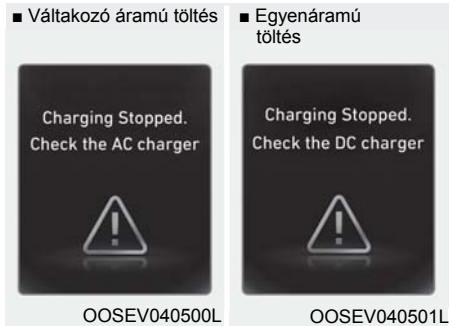 ■ Váltakozó áramú töltés
Charging Stopped.
Check the AC charger
OOSEV040500L
■ Egyenáramú
töltés
Charging Stopped.
Check the DC charger
OOSEV040501L